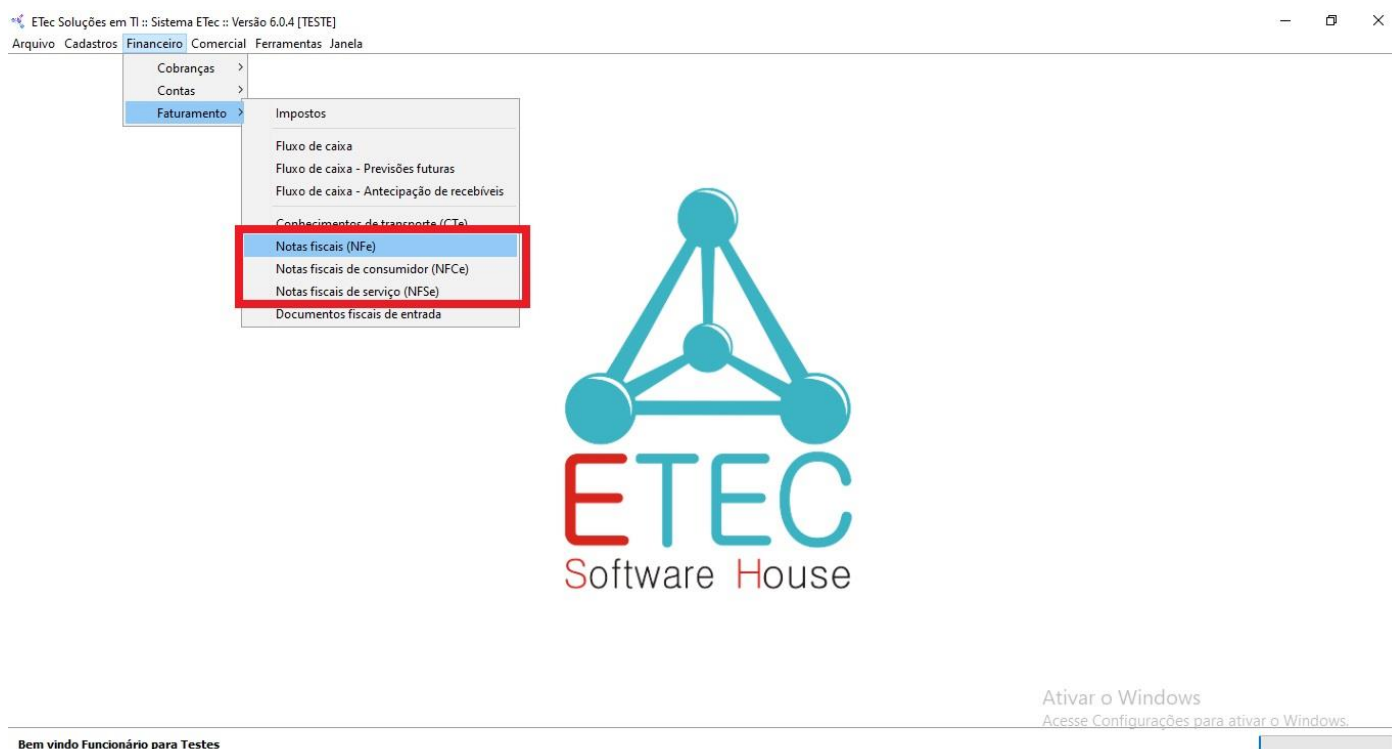 ETec Soluções em TI :: Sistema ETec :: Versão 6.0.4 [TESTE]
Arquivo Cadastros Financeiro Comercial Ferramentas Janela
Cobranças
Contas
Faturamento
Impostos
Fluxo de caixa
Fluxo de caixa - Previsões futuras
Fluxo de caixa - Antecipação de recebíveis
Conhecimentos de transporte (CTe)
Notas fiscais (NFe)
Notas fiscais de consumidor (NFCe)
Notas fiscais de serviço (NFSe)
Documentos fiscais de entrada
ETEC
Software House
Ativar o Windows
Acesse Configurações para ativar o Windows.
Bem vindo Funcionário para Testes